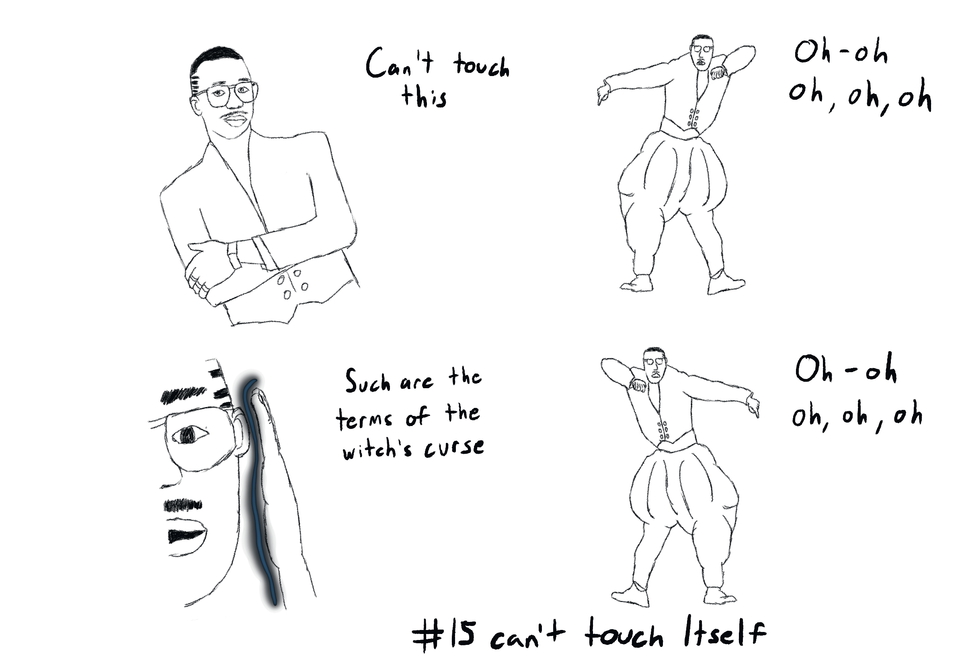 Can't touch
this
Oh-oh
oh, oh, oh
Such are the
terms of the
witch's curse
Oh-oh
oh, oh, oh
#15 can't touch Itself